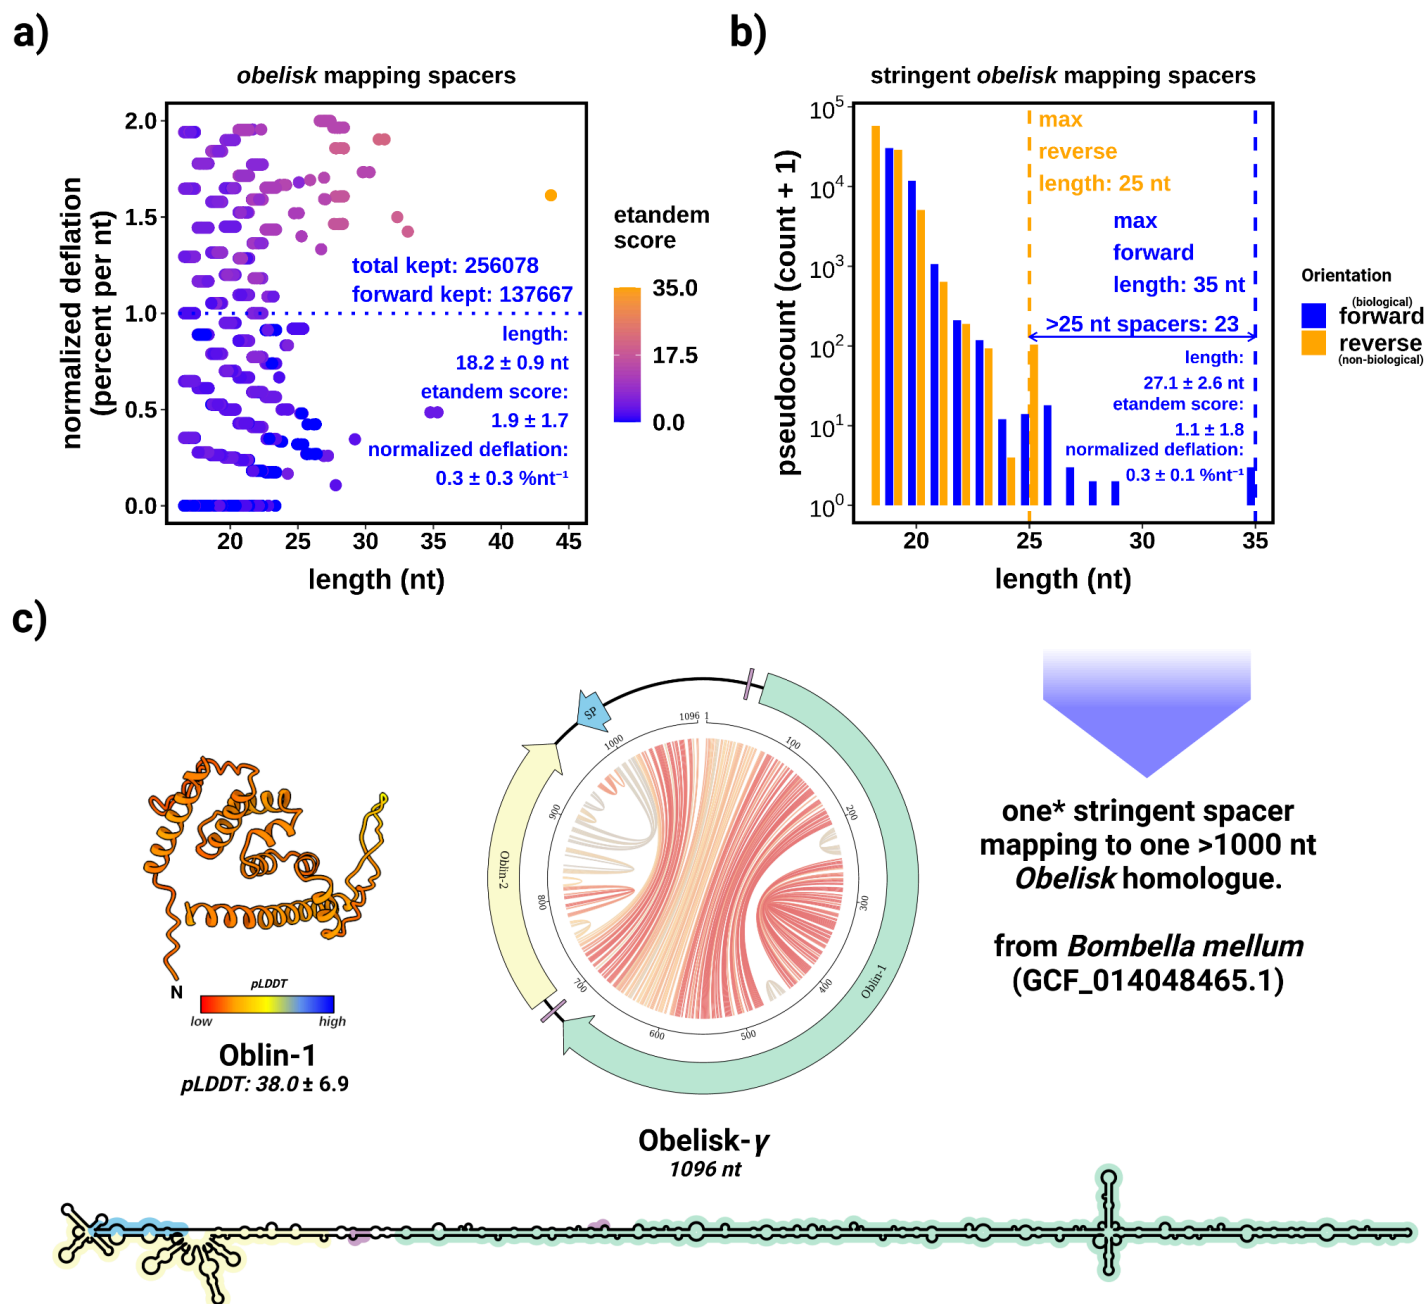 a)
obelisk mapping spacers
normalized deflation
(percent per nt)
2.0
1.5
1.0
0.5
0.0
20
25
30
35
40
45
length (nt)
total kept: 256078
forward kept: 137667
length:
18.2 ± 0.9 nt
etandem score:
1.9 ± 1.7
normalized deflation:
0.3 ± 0.3 %nt⁻¹
etandem
score
35.0
17.5
0.0
b)
stringent obelisk mapping spacers
pseudocount (count + 1)
10⁵
10⁴
10³
10²
10¹
10⁰
20
25
30
35
length (nt)
max
reverse
length: 25 nt
max
forward
length: 35 nt
>25 nt spacers: 23
length:
27.1 ± 2.6 nt
etandem score:
1.1 ± 1.8
normalized deflation:
0.3 ± 0.1 %nt⁻¹
Orientation
(biological)
forward
reverse
(non-biological)
c)
N
pLDDT
low
high
Oblin-1
pLDDT: 38.0 ± 6.9
SP
Oblin-2
Oblin-1
1096
1
100
200
300
400
500
600
700
800
900
1000
Obelisk-γ
1096 nt
one* stringent spacer
mapping to one >1000 nt
Obelisk homologue.
from Bombella mellum
(GCF_014048465.1)